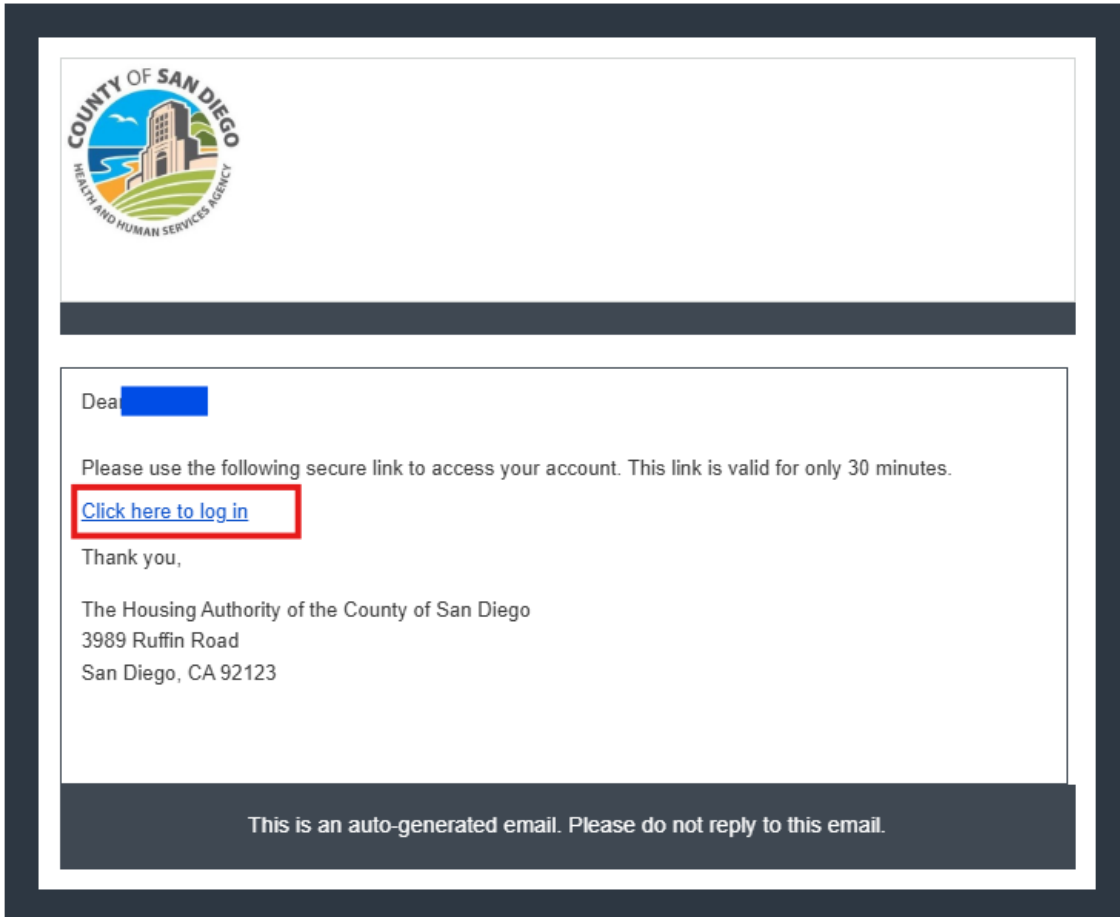 COUNTY OF SAN DIEGO
HEALTH AND HUMAN SERVICES AGENCY
Dear
Please use the following secure link to access your account. This link is valid for only 30 minutes.
Click here to log in
Thank you,
The Housing Authority of the County of San Diego
3989 Ruffin Road
San Diego, CA 92123
This is an auto-generated email. Please do not reply to this email.